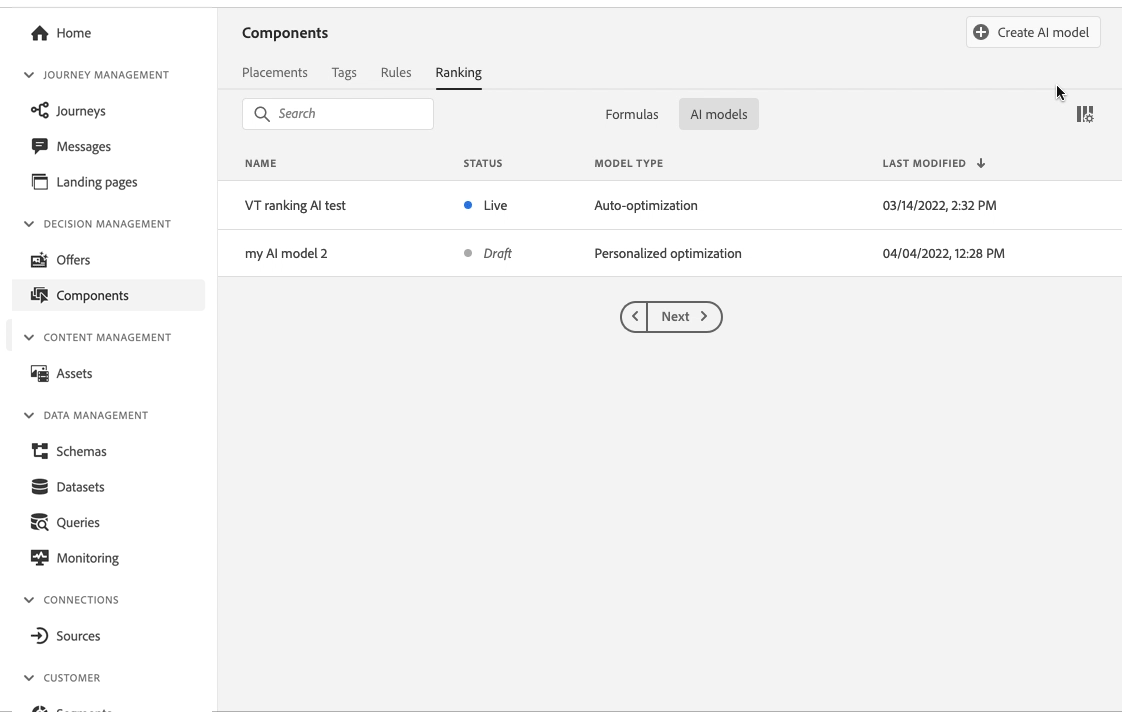 Home
JOURNEY MANAGEMENT
Journeys
Messages
Landing pages
DECISION MANAGEMENT
Offers
Components
CONTENT MANAGEMENT
Assets
DATA MANAGEMENT
Schemas
Datasets
Queries
Monitoring
CONNECTIONS
Sources
CUSTOMER
Segments
Components
Create AI model
Placements Tags Rules Ranking
Search
Formulas AI models
NAME STATUS MODEL TYPE LAST MODIFIED
VT ranking AI test Live Auto-optimization 03/14/2022, 2:32 PM
my AI model 2 Draft Personalized optimization 04/04/2022, 12:28 PM
Next